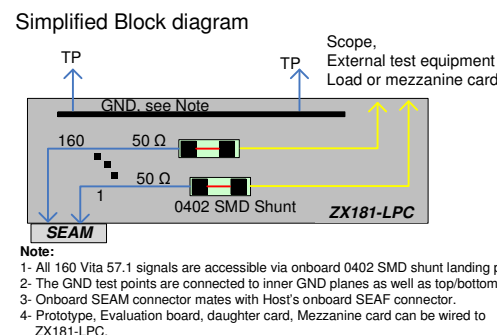 Simplified Block diagram
TP
TP
Scope,
External test equipment
Load or mezzanine card
GND, see Note
160
50 Ω
50 Ω
1
0402 SMD Shunt
ZX181-LPC
SEAM
Note:
1- All 160 Vita 57.1 signals are accessible via onboard 0402 SMD shunt landing
2- The GND test points are connected to inner GND planes as well as top/bottom
3- Onboard SEAM connector mates with Host's onboard SEAF connector.
4- Prototype, Evaluation board, daughter card, Mezzanine card can be wired to
ZX181-LPC.